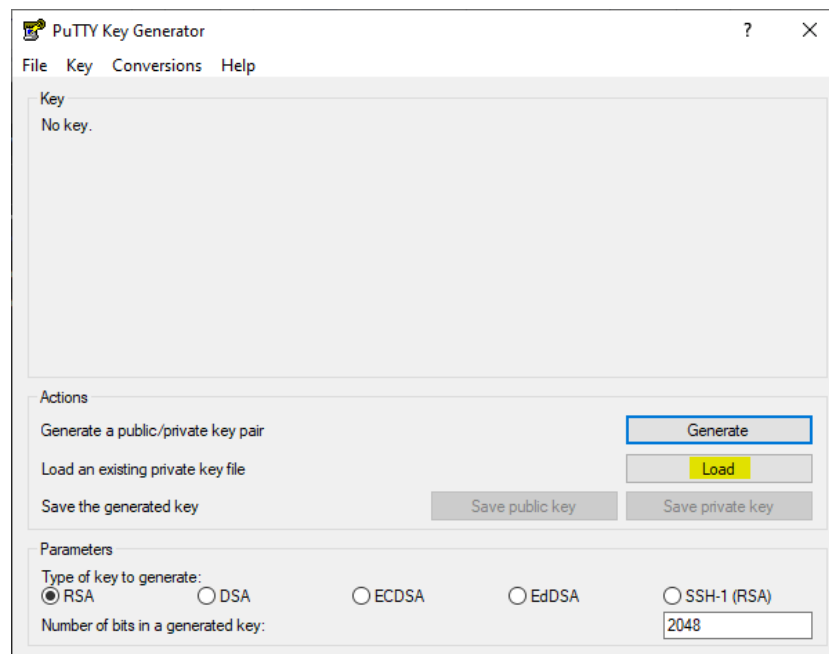 PuTTY Key Generator ? ×
File Key Conversions Help
Key
No key.
Actions
Generate a public/private key pair Generate
Load an existing private key file Load
Save the generated key Save public key Save private key
Parameters
Type of key to generate:
RSA DSA ECDSA EdDSA SSH-1 (RSA)
Number of bits in a generated key: 2048